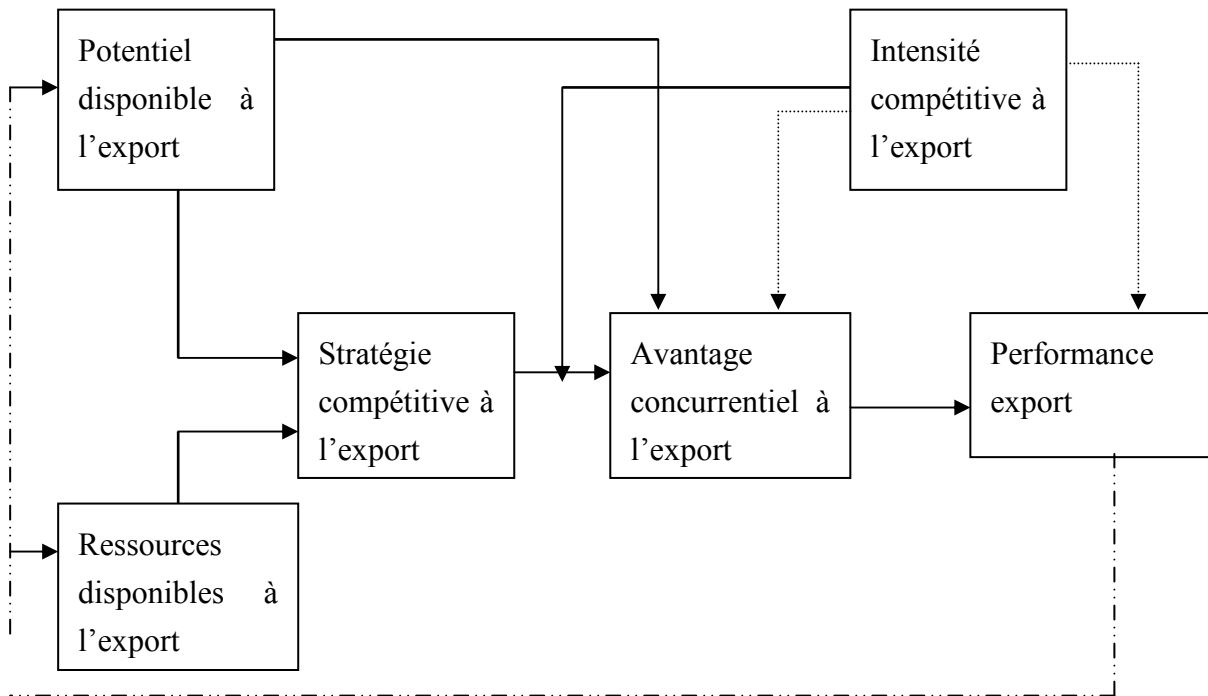 Potentiel
disponible à
l’export
Intensité
compétitive à
l’export
Stratégie
compétitive à
l’export
Avantage
concurrentiel à
l’export
Performance
export
Ressources
disponibles à
l’export